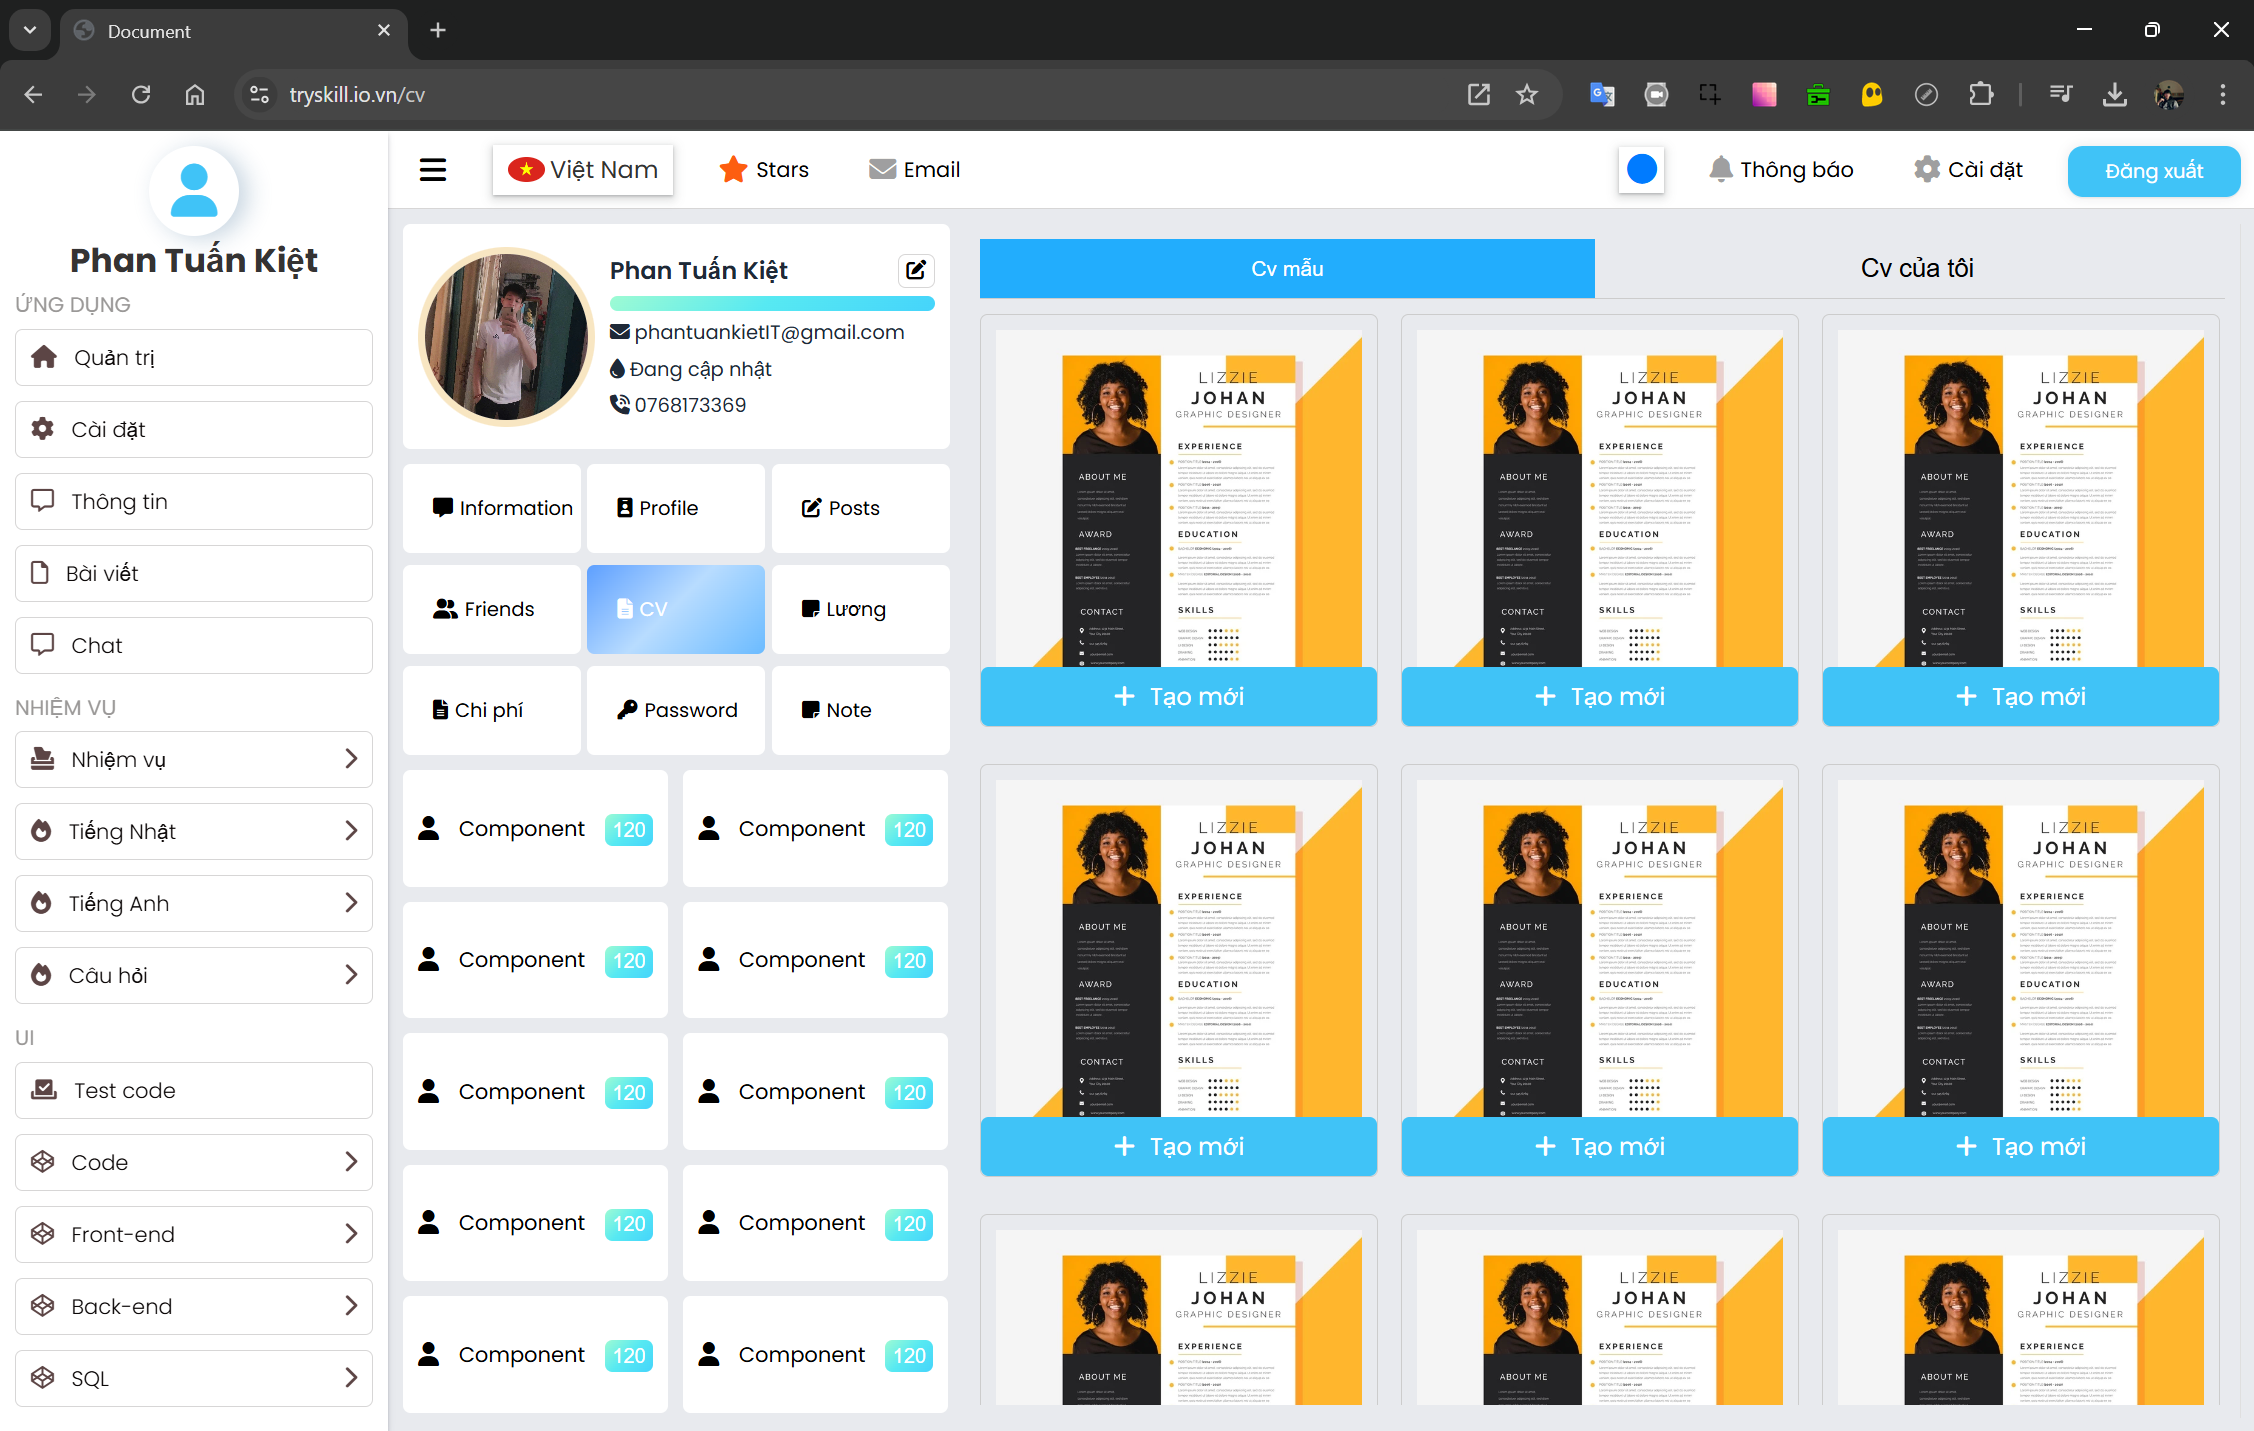 Document
tryskill.io.vn/cv
Phan Tuấn Kiệt
ỨNG DỤNG
Quản trị
Cài đặt
Thông tin
Bài viết
Chat
NHIỆM VỤ
Nhiệm vụ
Tiếng Nhật
Tiếng Anh
Câu hỏi
UI
Test code
Code
Front-end
Back-end
SQL
Việt Nam
Stars
Email
Thông báo
Cài đặt
Đăng xuất
Phan Tuấn Kiệt
phantuankietIT@gmail.com
Đang cập nhật
0768173369
Information
Profile
Posts
Friends
CV
Lương
Chi phí
Password
Note
Component 120
Component 120
Component 120
Component 120
Component 120
Component 120
Component 120
Component 120
Component 120
Component 120
Cv mẫu
Cv của tôi
LIZZIE
JOHAN
GRAPHIC DESIGNER
EXPERIENCE
ABOUT ME
AWARD
EDUCATION
CONTACT
SKILLS
Tạo mới
LIZZIE
JOHAN
GRAPHIC DESIGNER
EXPERIENCE
ABOUT ME
AWARD
EDUCATION
CONTACT
SKILLS
Tạo mới
LIZZIE
JOHAN
GRAPHIC DESIGNER
EXPERIENCE
ABOUT ME
AWARD
EDUCATION
CONTACT
SKILLS
Tạo mới
LIZZIE
JOHAN
GRAPHIC DESIGNER
EXPERIENCE
ABOUT ME
AWARD
EDUCATION
CONTACT
SKILLS
Tạo mới
LIZZIE
JOHAN
GRAPHIC DESIGNER
EXPERIENCE
ABOUT ME
AWARD
EDUCATION
CONTACT
SKILLS
Tạo mới
LIZZIE
JOHAN
GRAPHIC DESIGNER
EXPERIENCE
ABOUT ME
AWARD
EDUCATION
CONTACT
SKILLS
Tạo mới
LIZZIE
JOHAN
GRAPHIC DESIGNER
EXPERIENCE
ABOUT ME
LIZZIE
JOHAN
GRAPHIC DESIGNER
EXPERIENCE
ABOUT ME
LIZZIE
JOHAN
GRAPHIC DESIGNER
EXPERIENCE
ABOUT ME